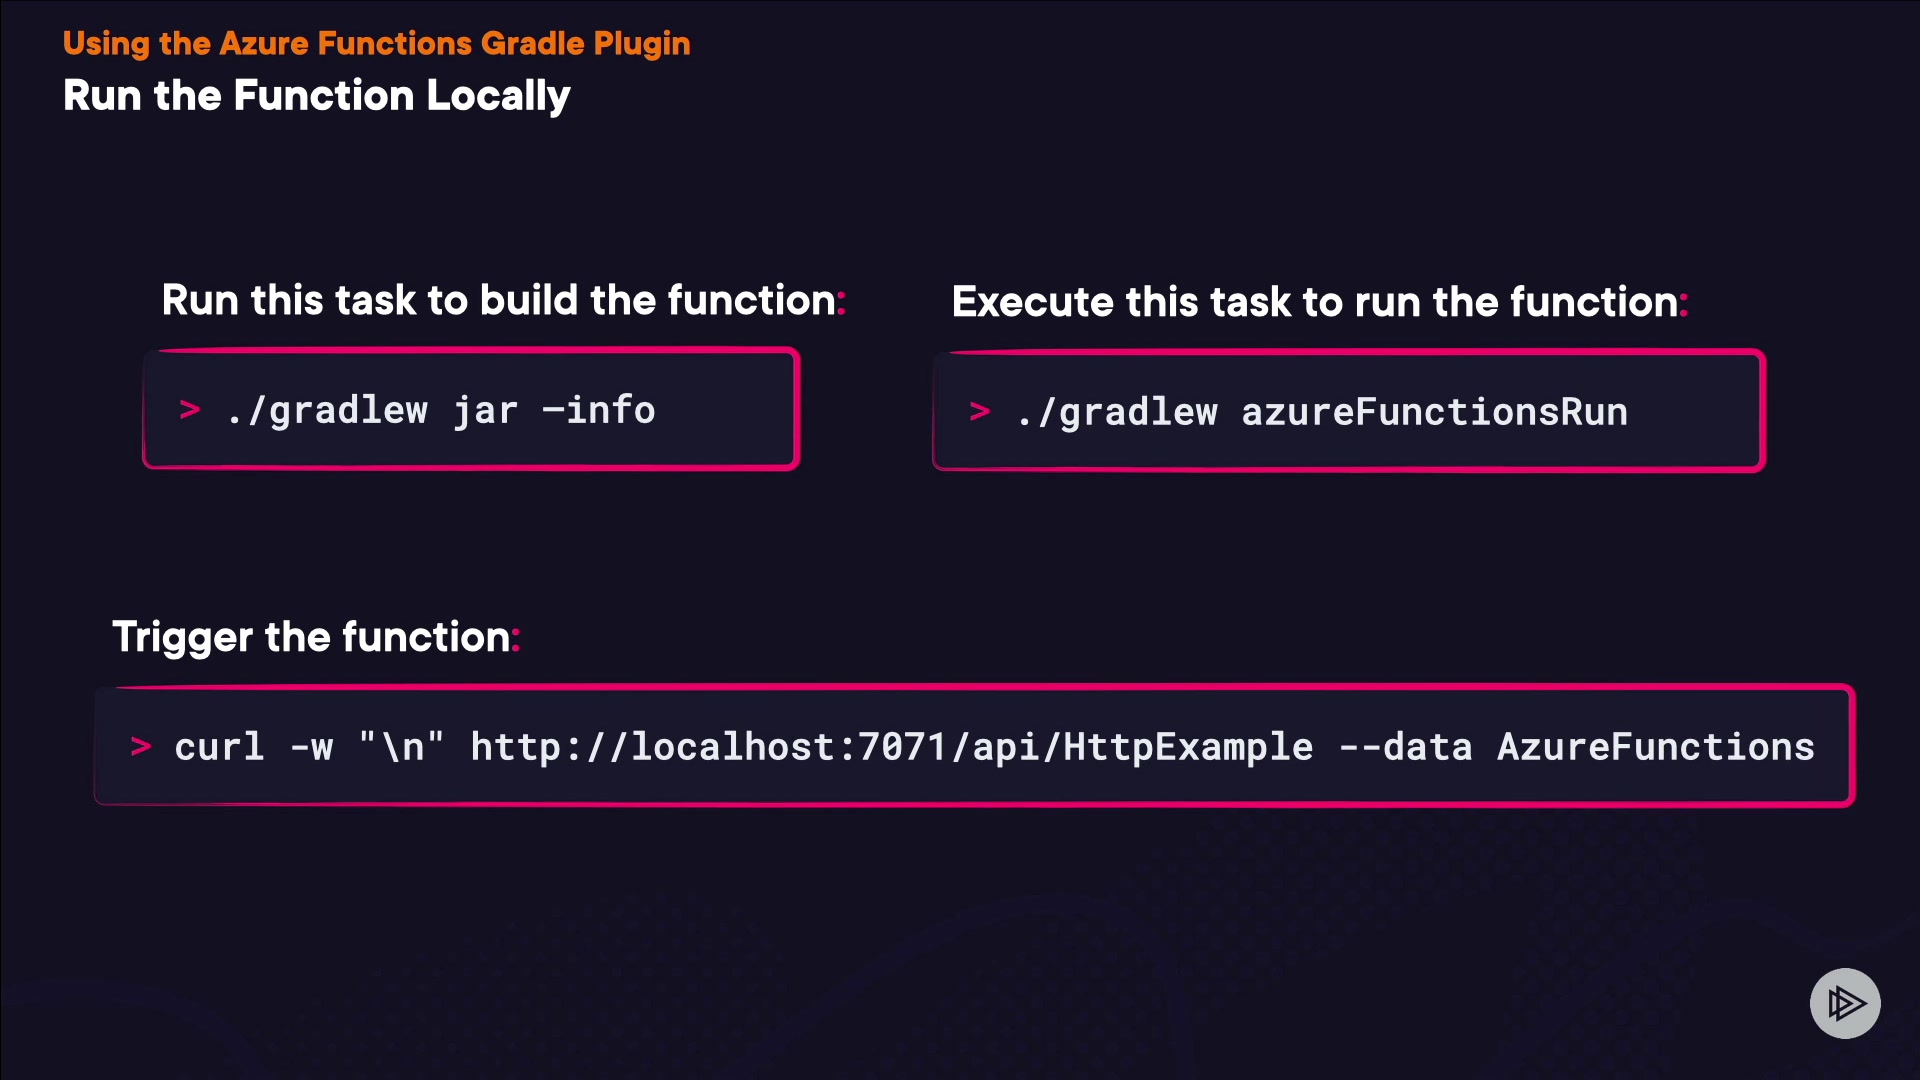 Using the Azure Functions Gradle Plugin
Run the Function Locally
Run this task to build the function:
> ./gradlew jar –info
Execute this task to run the function:
> ./gradlew azureFunctionsRun
Trigger the function:
> curl -w "\n" http://localhost:7071/api/HttpExample --data AzureFunctions